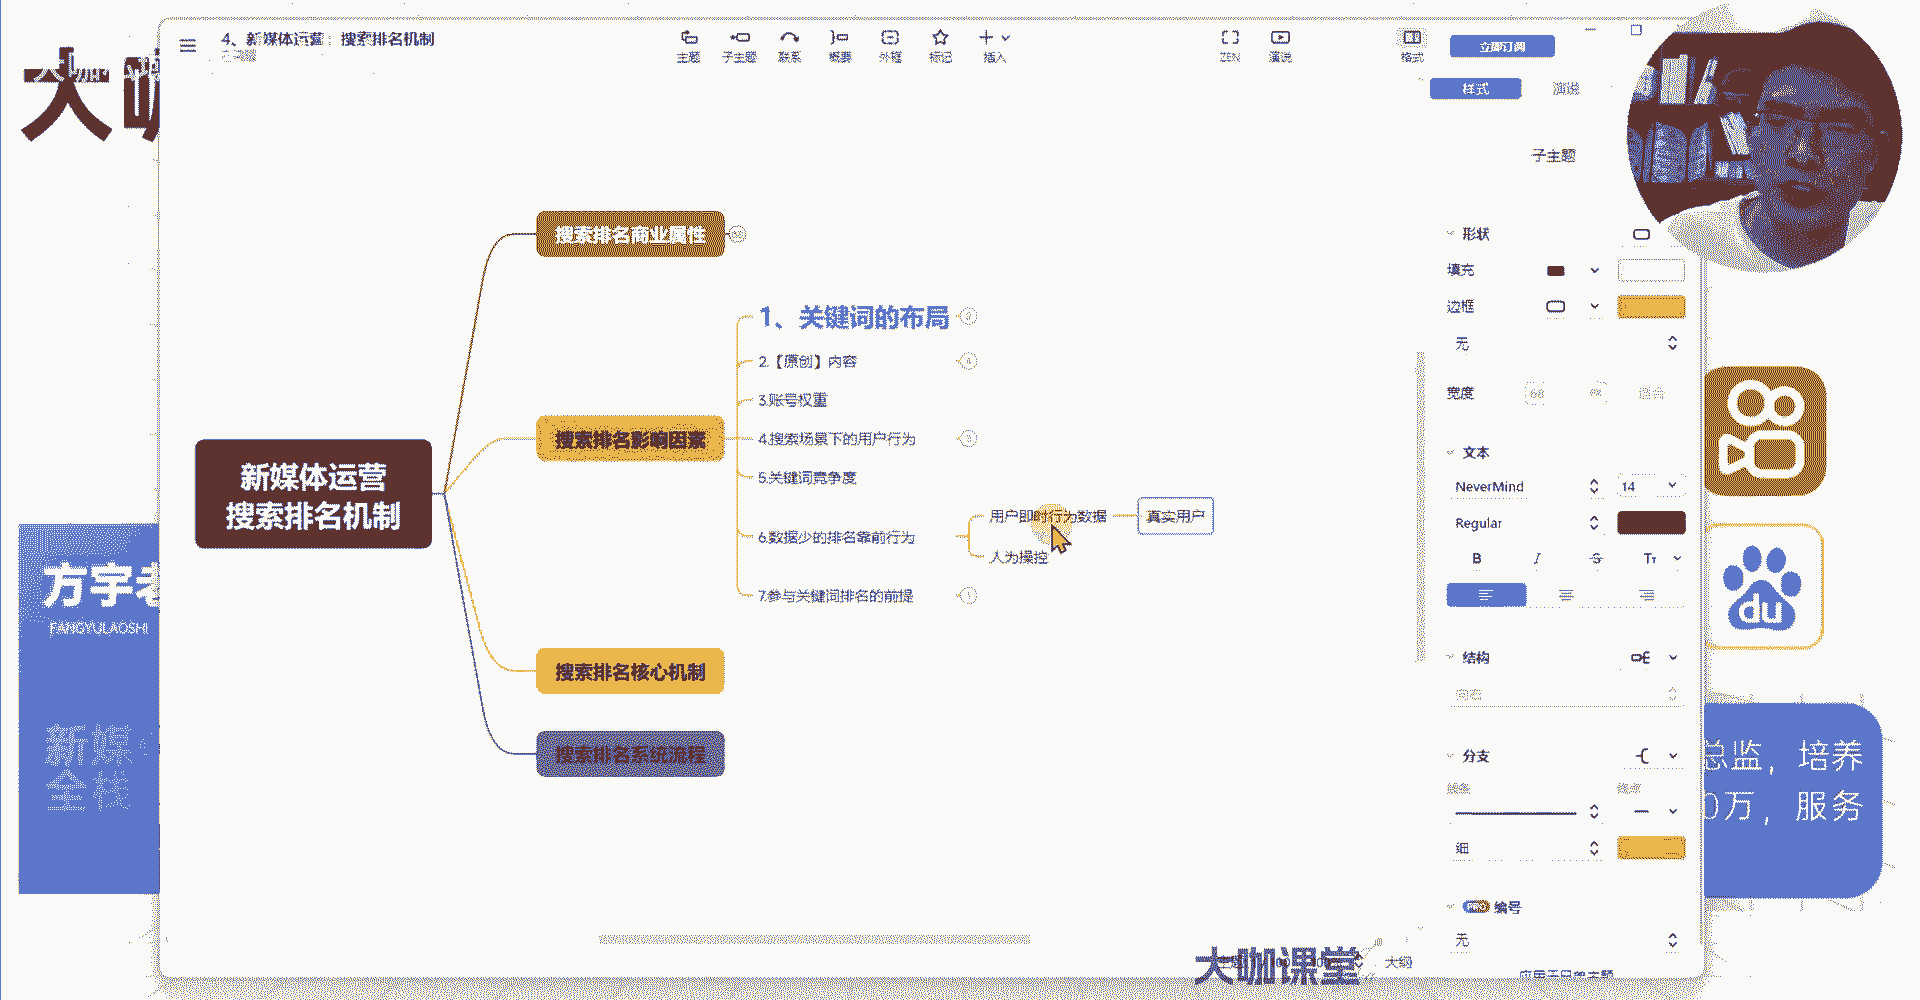 4、新媒体运营：搜索排名机制
主题
子主题
联系
概要
外框
标记
插入
ZEN
演说
格式
立即订阅
样式
演说
子主题
大咖
搜索排名商业属性
1、关键词的布局
2.【原创】内容
3.账号权重
搜索排名影响因素
4.搜索场景下的用户行为
5.关键词竞争度
新媒体运营
搜索排名机制
用户即时行为数据
真实用户
6.数据少的排名靠前行为
人为操控
7.参与关键词排名的前提
搜索排名核心机制
搜索排名系统流程
形状
填充
边框
无
宽度
文本
NeverMind
14
Regular
B
I
S
Tт
结构
分支
细
PRO 编号
无
方宇老
FANGYULAOSHI
新媒
全栈
du
总监，培养
0万，服务
大咖课堂
大纲